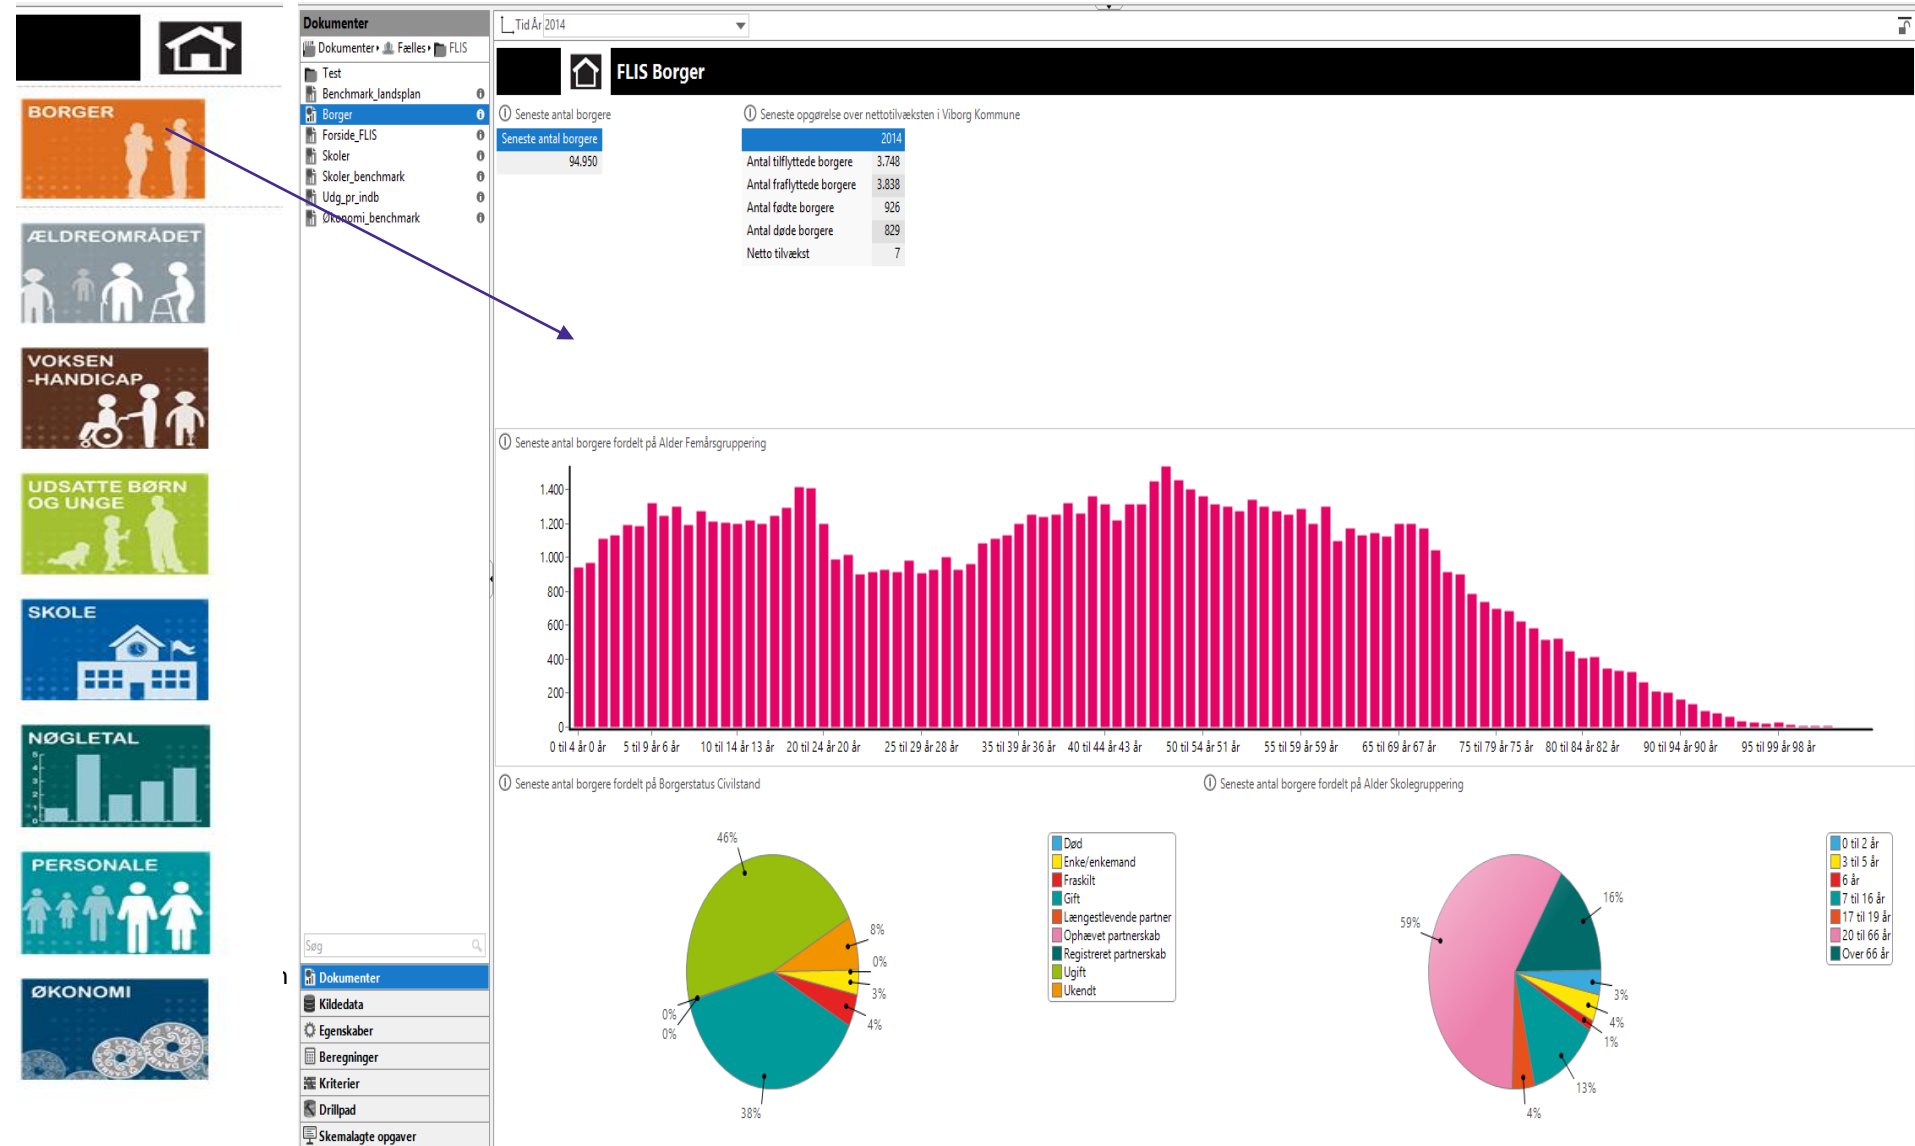 BORGER
ÆLDREOMRÅDET
VOKSEN
-HANDICAP
UDSATTE BØRN
OG UNGE
SKOLE
NØGLETAL
PERSONALE
ØKONOMI
Dokumenter
Dokumenter Fælles FLIS
Test
Benchmark_landsplan
Borger
Forside_FLIS
Skoler
Skoler_benchmark
Udg_pr_indb
Økonomi_benchmark
Søg
Dokumenter
Kildedata
Egenskaber
Beregninger
Kriterier
Drillpad
Skemalagte opgaver
Tid År 2014
FLIS Borger
Seneste antal borgere
Seneste antal borgere
94.950
Seneste opgørelse over nettotilvæksten i Viborg Kommune
2014
Antal tilflyttede borgere 3.748
Antal fraflyttede borgere 3.838
Antal fødte borgere 926
Antal døde borgere 829
Netto tilvækst 7
Seneste antal borgere fordelt på Alder Femårsgruppering
1.400
1.200
1.000
800
600
400
200
0
0 til 4 år 0 år 5 til 9 år 6 år 10 til 14 år 13 år 20 til 24 år 20 år 25 til 29 år 28 år 35 til 39 år 36 år 40 til 44 år 43 år 50 til 54 år 51 år 55 til 59 år 59 år 65 til 69 år 67 år 75 til 79 år 75 år 80 til 84 år 82 år 90 til 94 år 90 år 95 til 99 år 98 år
Seneste antal borgere fordelt på Borgerstatus Civilstand
46%
8%
0%
3%
4%
38%
0%
0%
Død
Enke/enkemand
Fraskilt
Gift
Længestlevende partner
Ophævet partnerskab
Registreret partnerskab
Ugift
Ukendt
Seneste antal borgere fordelt på Alder Skolegruppering
59%
16%
3%
4%
1%
13%
4%
0 til 2 år
3 til 5 år
6 år
7 til 16 år
17 til 19 år
20 til 66 år
Over 66 år